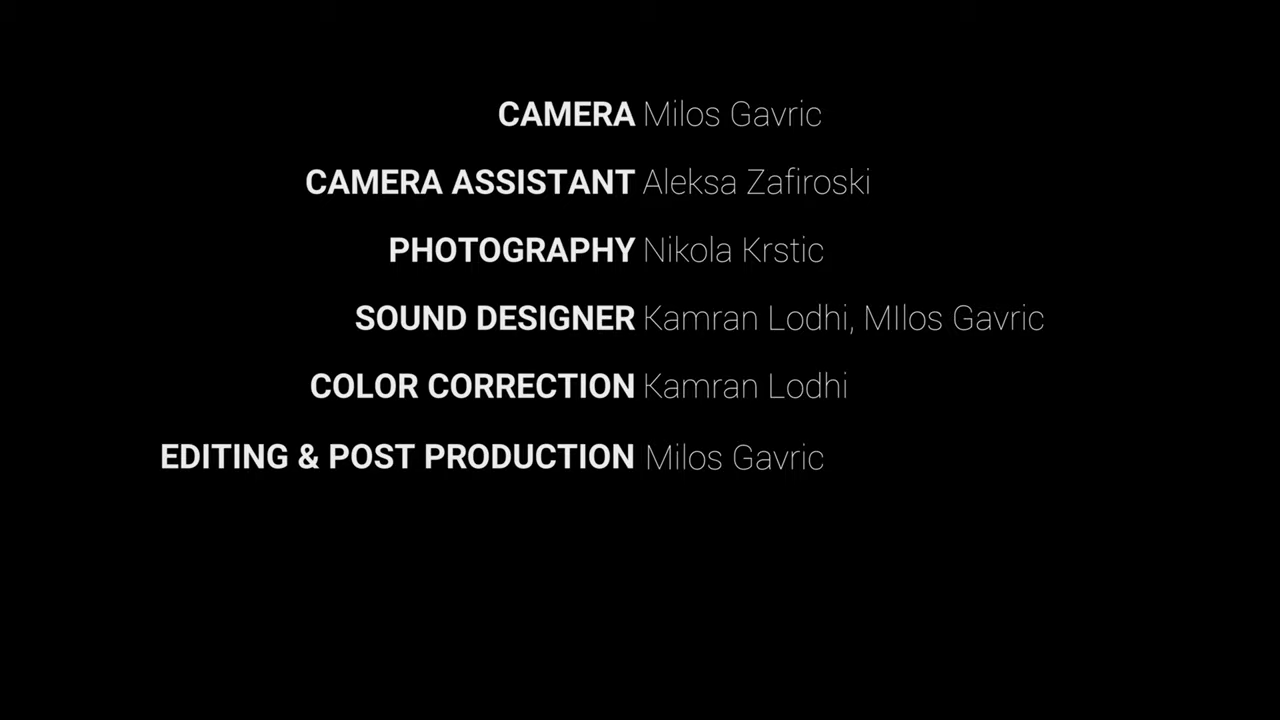 CAMERA Milos Gavric
CAMERA ASSISTANT Aleksa Zafiroski
PHOTOGRAPHY Nikola Krstic
SOUND DESIGNER Kamran Lodhi, MIlos Gavric
COLOR CORRECTION Kamran Lodhi
EDITING & POST PRODUCTION Milos Gavric